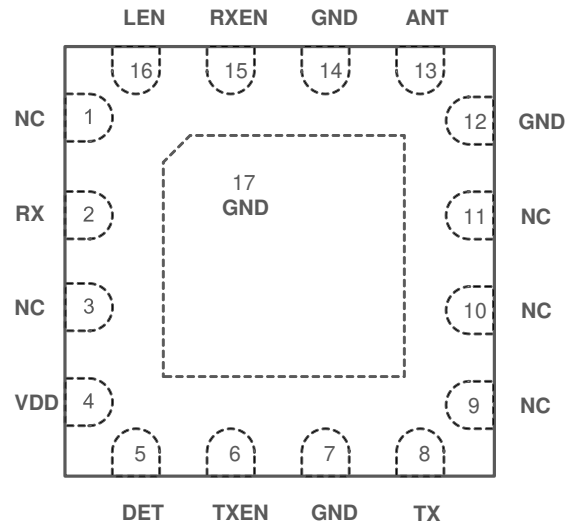 LEN RXEN GND ANT
16 15 14 13
NC 1 12 GND
17
GND
RX 2 11 NC
NC 3 10 NC
VDD 4 9 NC
5 6 7 8
DET TXEN GND TX